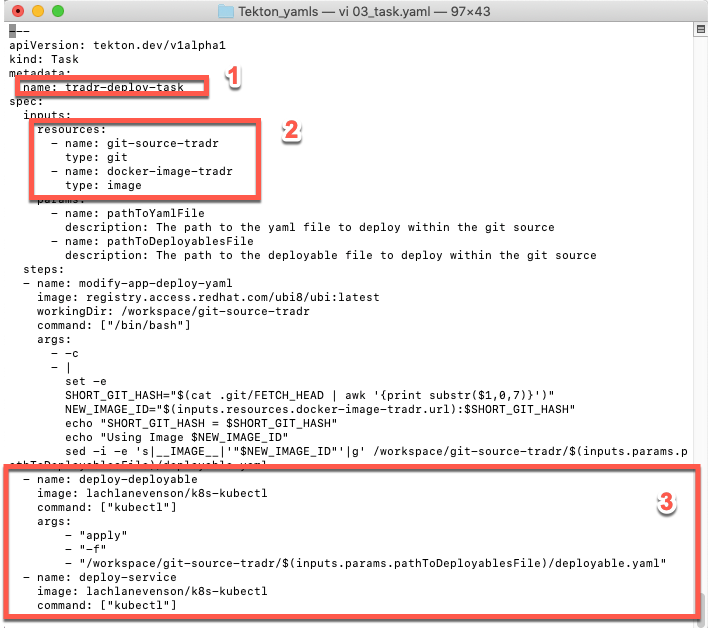 Tekton_yamls — vi 03_task.yaml — 97×43
---
apiVersion: tekton.dev/v1alpha1
kind: Task
metadata:
  name: tradr-deploy-task
1
spec:
  inputs:
    resources:
2
      - name: git-source-tradr
        type: git
      - name: docker-image-tradr
        type: image
    params:
      - name: pathToYamlFile
        description: The path to the yaml file to deploy within the git source
      - name: pathToDeployablesFile
        description: The path to the deployable file to deploy within the git source
  steps:
  - name: modify-app-deploy-yaml
    image: registry.access.redhat.com/ubi8/ubi:latest
    workingDir: /workspace/git-source-tradr
    command: ["/bin/bash"]
    args:
      - -c
      - |
        set -e
        SHORT_GIT_HASH="$(cat .git/FETCH_HEAD | awk '{print substr($1,0,7)}')"
        NEW_IMAGE_ID="$(inputs.resources.docker-image-tradr.url):$SHORT_GIT_HASH"
        echo "SHORT_GIT_HASH = $SHORT_GIT_HASH"
        echo "Using Image $NEW_IMAGE_ID"
        sed -i -e 's|__IMAGE__|'"$NEW_IMAGE_ID"'|g' /workspace/git-source-tradr/$(inputs.params.p
athToDeployablesFile)/deployable.yaml
  - name: deploy-deployable
    image: lachlanevenson/k8s-kubectl
3
    command: ["kubectl"]
    args:
        - "apply"
        - "-f"
        - "/workspace/git-source-tradr/$(inputs.params.pathToDeployablesFile)/deployable.yaml"
  - name: deploy-service
    image: lachlanevenson/k8s-kubectl
    command: ["kubectl"]